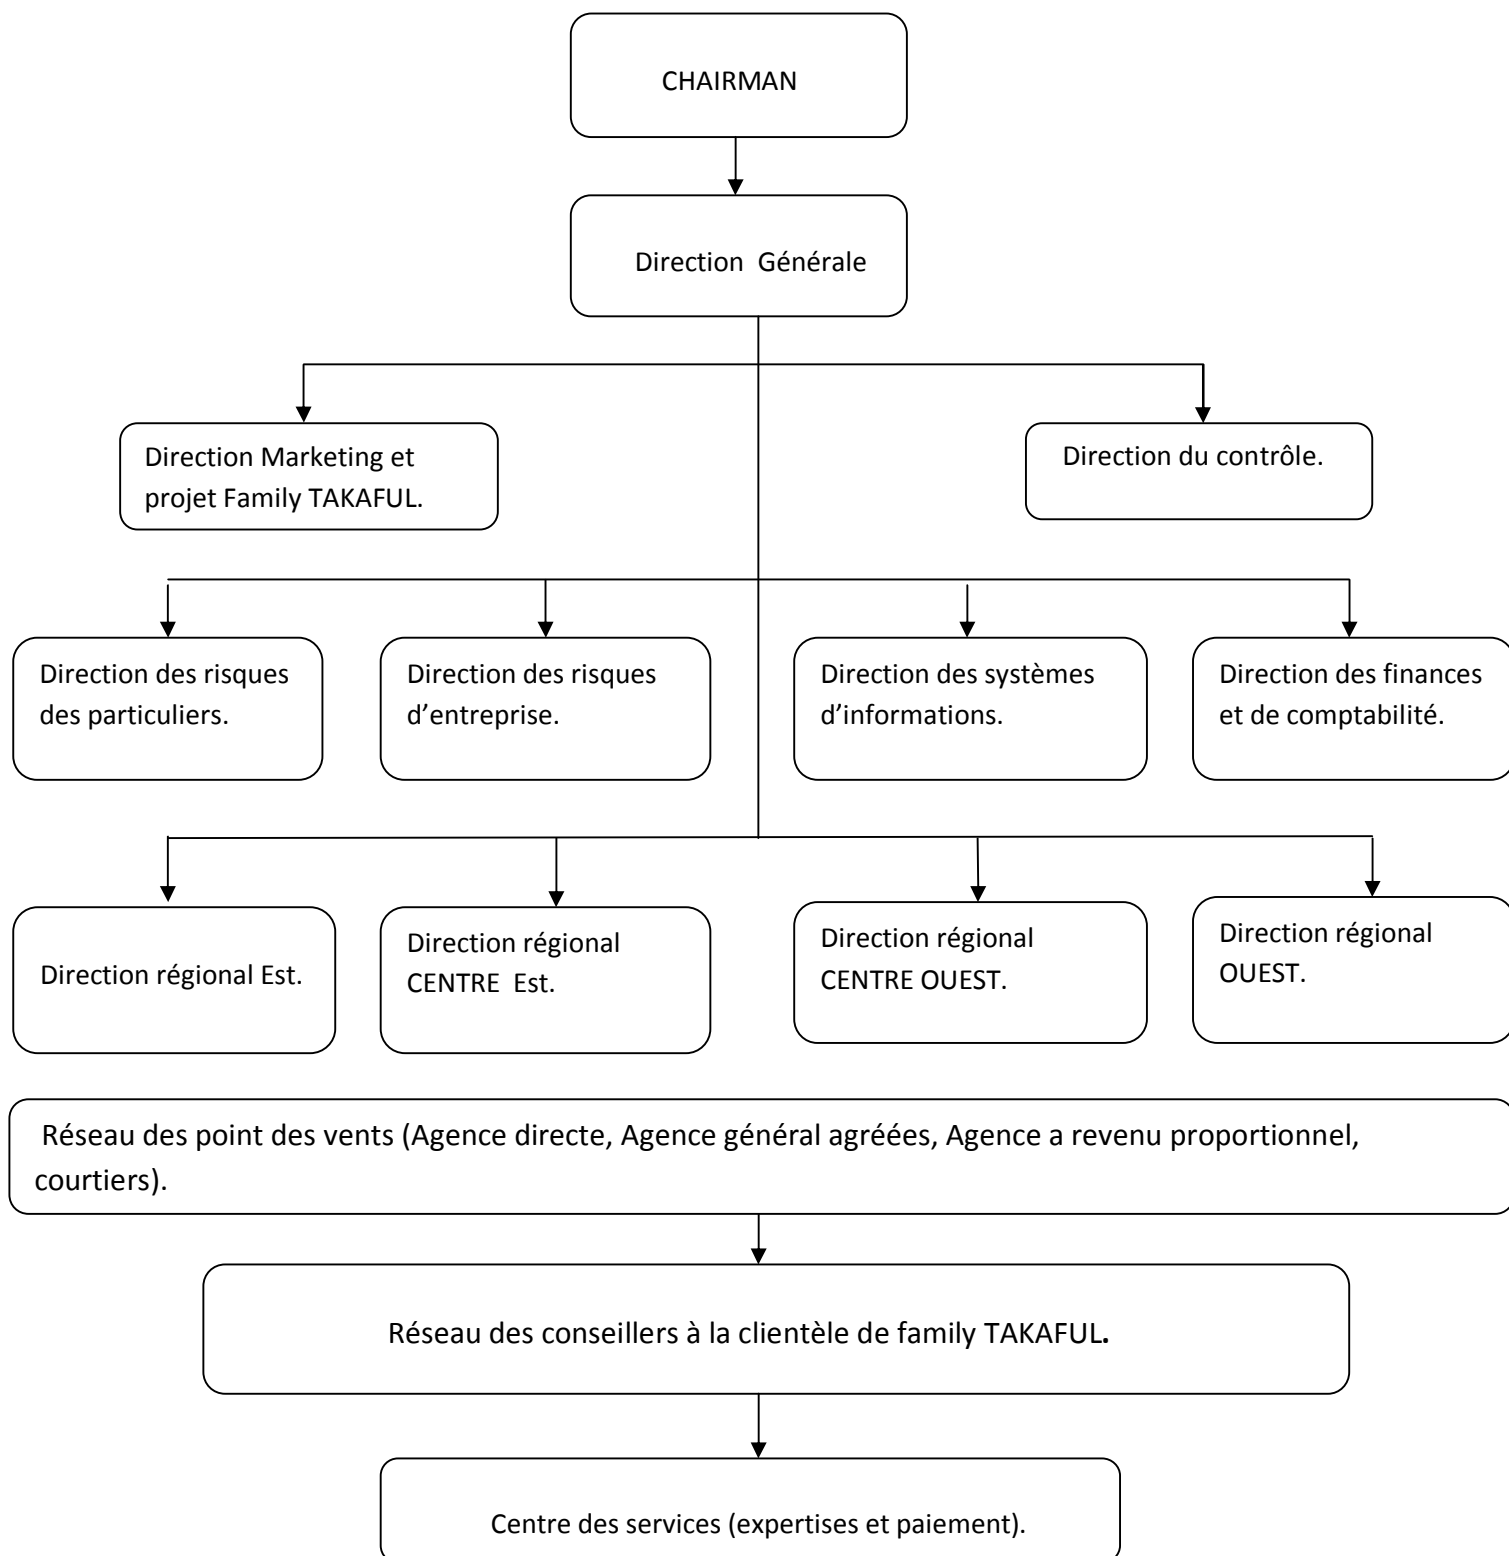 CHAIRMAN
Direction  Générale
Direction Marketing et
projet Family TAKAFUL.
Direction du contrôle.
Direction des risques
des particuliers.
Direction des risques
d’entreprise.
Direction des systèmes
d’informations.
Direction des finances
et de comptabilité.
Direction régional Est.
Direction régional
CENTRE  Est.
Direction régional
CENTRE OUEST.
Direction régional
OUEST.
Réseau des point des vents (Agence directe, Agence général agréées, Agence a revenu proportionnel,
courtiers).
Réseau des conseillers à la clientèle de family TAKAFUL.
Centre des services (expertises et paiement).